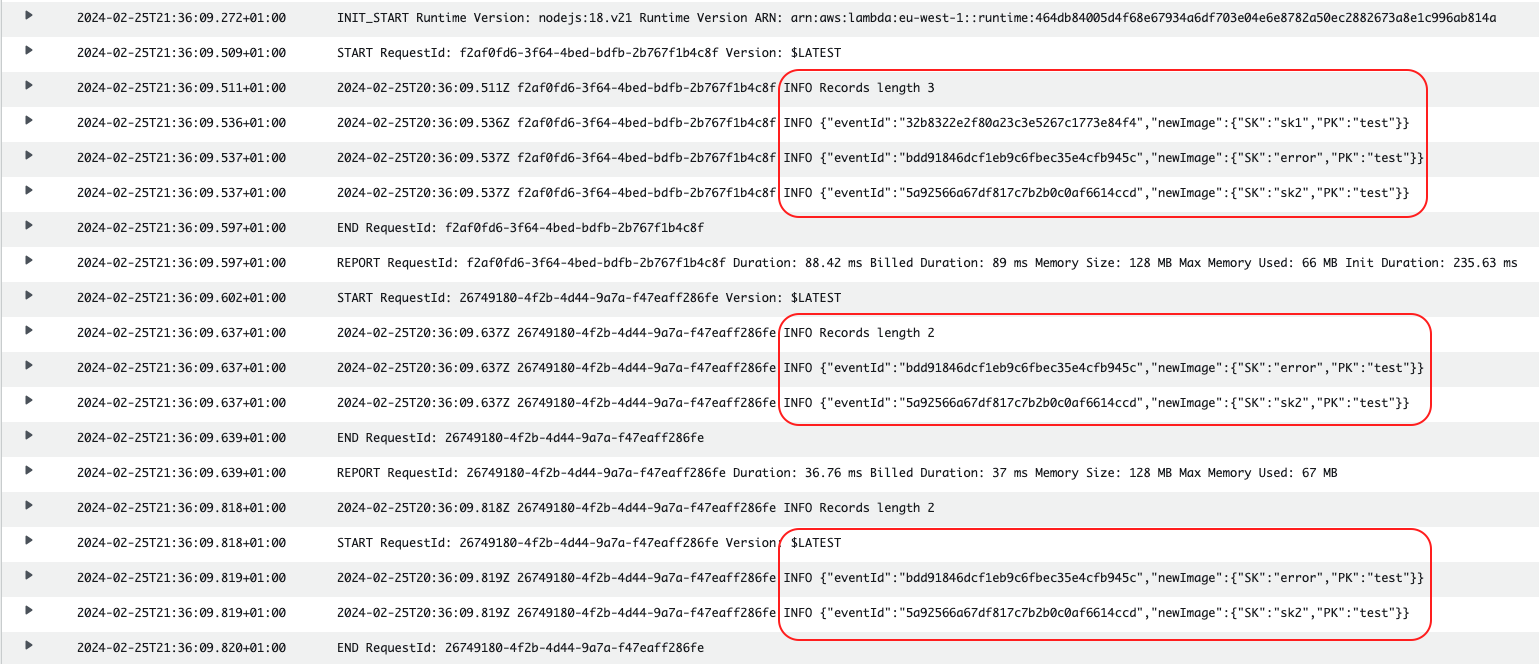 2024-02-25T21:36:09.272+01:00 INIT_START Runtime Version: nodejs:18.v21 Runtime Version ARN: arn:aws:lambda:eu-west-1::runtime:464db84005d4f68e67934a6df703e04e6e8782a50ec2882673a8e1c996ab814a
2024-02-25T21:36:09.509+01:00 START RequestId: f2af0fd6-3f64-4bed-bdfb-2b767f1b4c8f Version: $LATEST
2024-02-25T21:36:09.511+01:00 2024-02-25T20:36:09.511Z f2af0fd6-3f64-4bed-bdfb-2b767f1b4c8f INFO Records length 3
2024-02-25T21:36:09.536+01:00 2024-02-25T20:36:09.536Z f2af0fd6-3f64-4bed-bdfb-2b767f1b4c8f INFO {"eventId":"32b8322e2f80a23c3e5267c1773e84f4","newImage":{"SK":"sk1","PK":"test"}}
2024-02-25T21:36:09.537+01:00 2024-02-25T20:36:09.537Z f2af0fd6-3f64-4bed-bdfb-2b767f1b4c8f INFO {"eventId":"bdd91846dcf1eb9c6fbec35e4cfb945c","newImage":{"SK":"error","PK":"test"}}
2024-02-25T21:36:09.537+01:00 2024-02-25T20:36:09.537Z f2af0fd6-3f64-4bed-bdfb-2b767f1b4c8f INFO {"eventId":"5a92566a67df817c7b2b0c0af6614ccd","newImage":{"SK":"sk2","PK":"test"}}
2024-02-25T21:36:09.597+01:00 END RequestId: f2af0fd6-3f64-4bed-bdfb-2b767f1b4c8f
2024-02-25T21:36:09.597+01:00 REPORT RequestId: f2af0fd6-3f64-4bed-bdfb-2b767f1b4c8f Duration: 88.42 ms Billed Duration: 89 ms Memory Size: 128 MB Max Memory Used: 66 MB Init Duration: 235.63 ms
2024-02-25T21:36:09.602+01:00 START RequestId: 26749180-4f2b-4d44-9a7a-f47eaff286fe Version: $LATEST
2024-02-25T21:36:09.637+01:00 2024-02-25T20:36:09.637Z 26749180-4f2b-4d44-9a7a-f47eaff286fe INFO Records length 2
2024-02-25T21:36:09.637+01:00 2024-02-25T20:36:09.637Z 26749180-4f2b-4d44-9a7a-f47eaff286fe INFO {"eventId":"bdd91846dcf1eb9c6fbec35e4cfb945c","newImage":{"SK":"error","PK":"test"}}
2024-02-25T21:36:09.637+01:00 2024-02-25T20:36:09.637Z 26749180-4f2b-4d44-9a7a-f47eaff286fe INFO {"eventId":"5a92566a67df817c7b2b0c0af6614ccd","newImage":{"SK":"sk2","PK":"test"}}
2024-02-25T21:36:09.639+01:00 END RequestId: 26749180-4f2b-4d44-9a7a-f47eaff286fe
2024-02-25T21:36:09.639+01:00 REPORT RequestId: 26749180-4f2b-4d44-9a7a-f47eaff286fe Duration: 36.76 ms Billed Duration: 37 ms Memory Size: 128 MB Max Memory Used: 67 MB
2024-02-25T21:36:09.818+01:00 2024-02-25T20:36:09.818Z 26749180-4f2b-4d44-9a7a-f47eaff286fe INFO Records length 2
2024-02-25T21:36:09.818+01:00 START RequestId: 26749180-4f2b-4d44-9a7a-f47eaff286fe Version: $LATEST
2024-02-25T21:36:09.819+01:00 2024-02-25T20:36:09.819Z 26749180-4f2b-4d44-9a7a-f47eaff286fe INFO {"eventId":"bdd91846dcf1eb9c6fbec35e4cfb945c","newImage":{"SK":"error","PK":"test"}}
2024-02-25T21:36:09.819+01:00 2024-02-25T20:36:09.819Z 26749180-4f2b-4d44-9a7a-f47eaff286fe INFO {"eventId":"5a92566a67df817c7b2b0c0af6614ccd","newImage":{"SK":"sk2","PK":"test"}}
2024-02-25T21:36:09.820+01:00 END RequestId: 26749180-4f2b-4d44-9a7a-f47eaff286fe